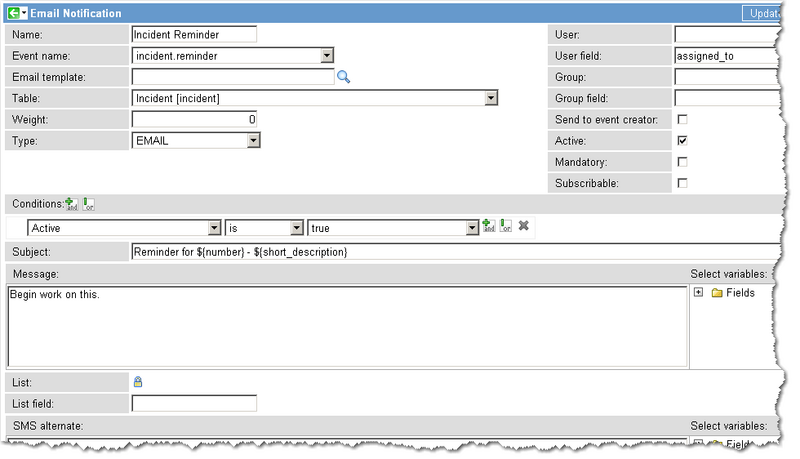 Email Notification
Updat
Name: Incident Reminder User:
Event name: incident.reminder User field: assigned_to
Email template: Group:
Table: Incident [incident] Group field:
Weight: 0 Send to event creator:
Type: EMAIL Active:
Mandatory:
Subscribable:
Conditions: and or
Active is true and or
Subject: Reminder for ${number} - ${short_description}
Message: Select variables:
Begin work on this. Fields
List:
List field:
SMS alternate: Select variables:
Fields